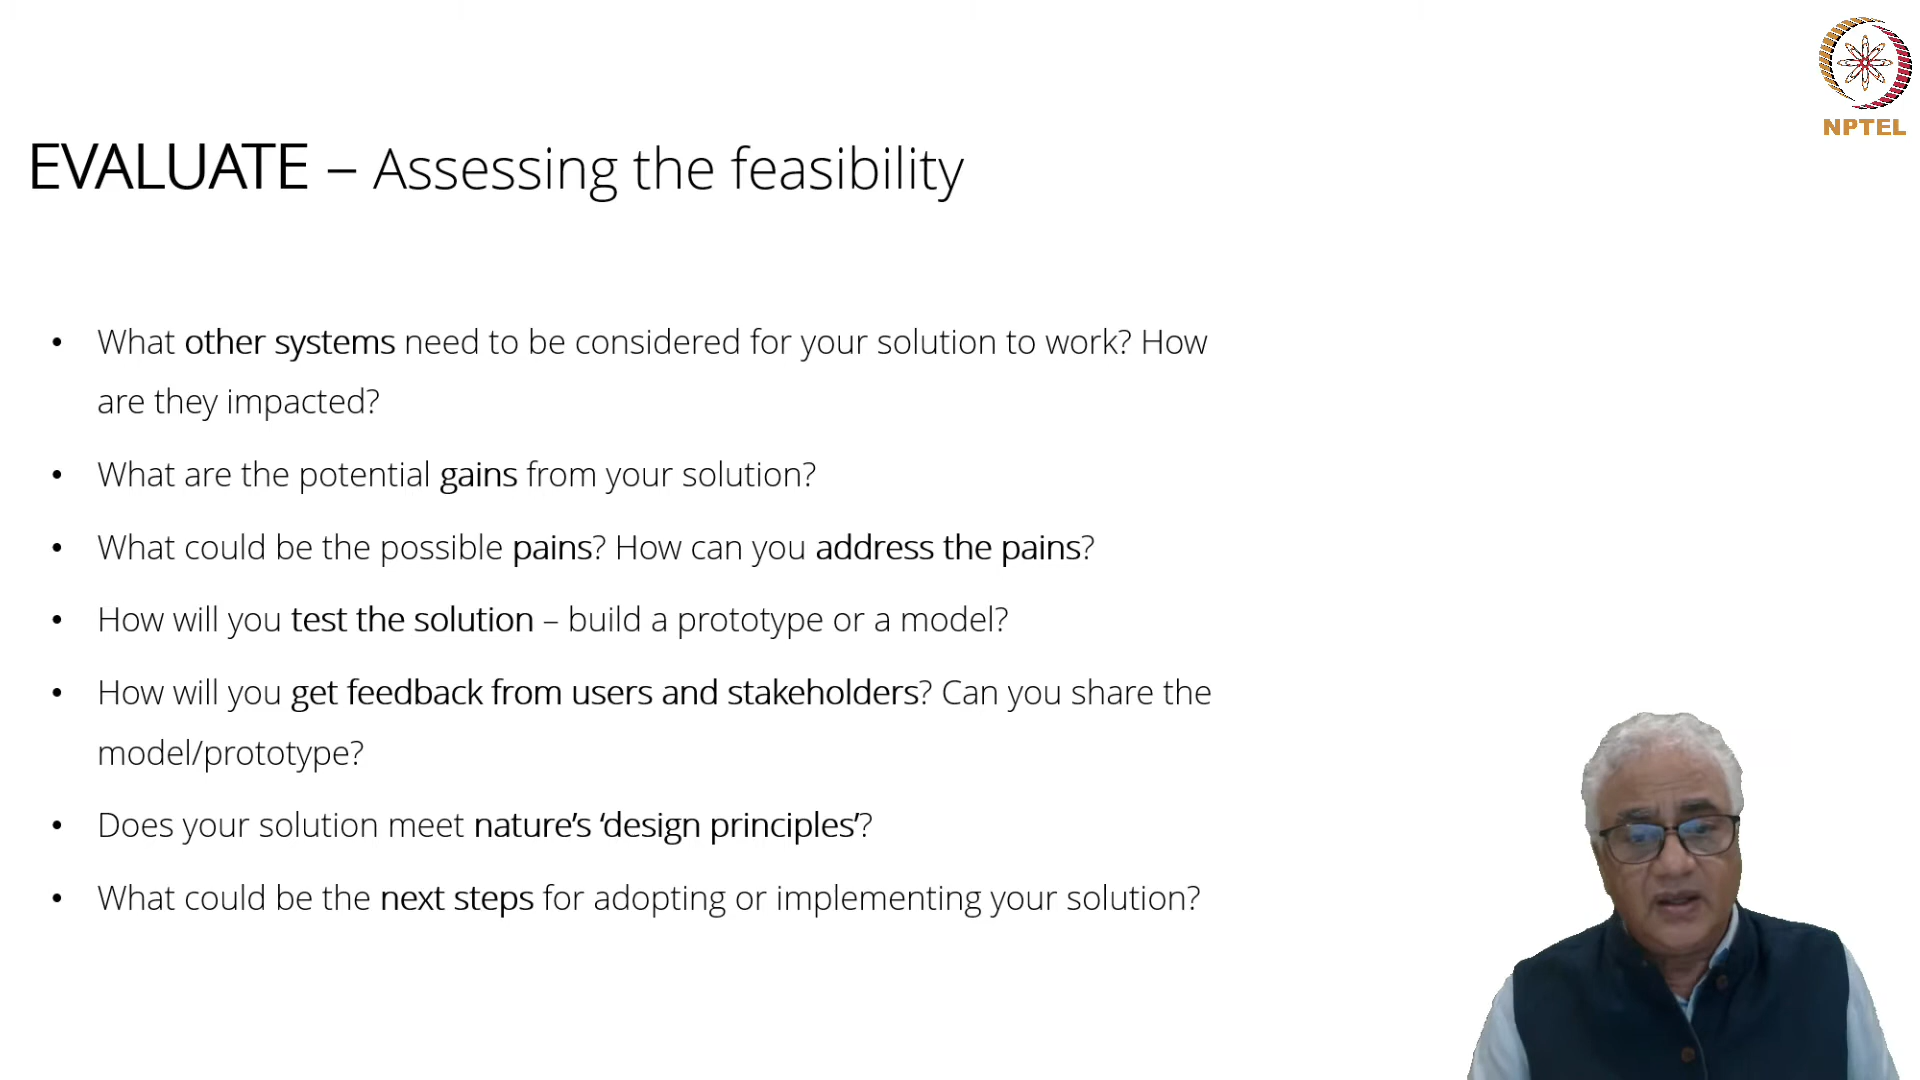 NPTEL
EVALUATE – Assessing the feasibility
• What other systems need to be considered for your solution to work? How
are they impacted?
• What are the potential gains from your solution?
• What could be the possible pains? How can you address the pains?
• How will you test the solution – build a prototype or a model?
• How will you get feedback from users and stakeholders? Can you share the
model/prototype?
• Does your solution meet nature’s ‘design principles’?
• What could be the next steps for adopting or implementing your solution?